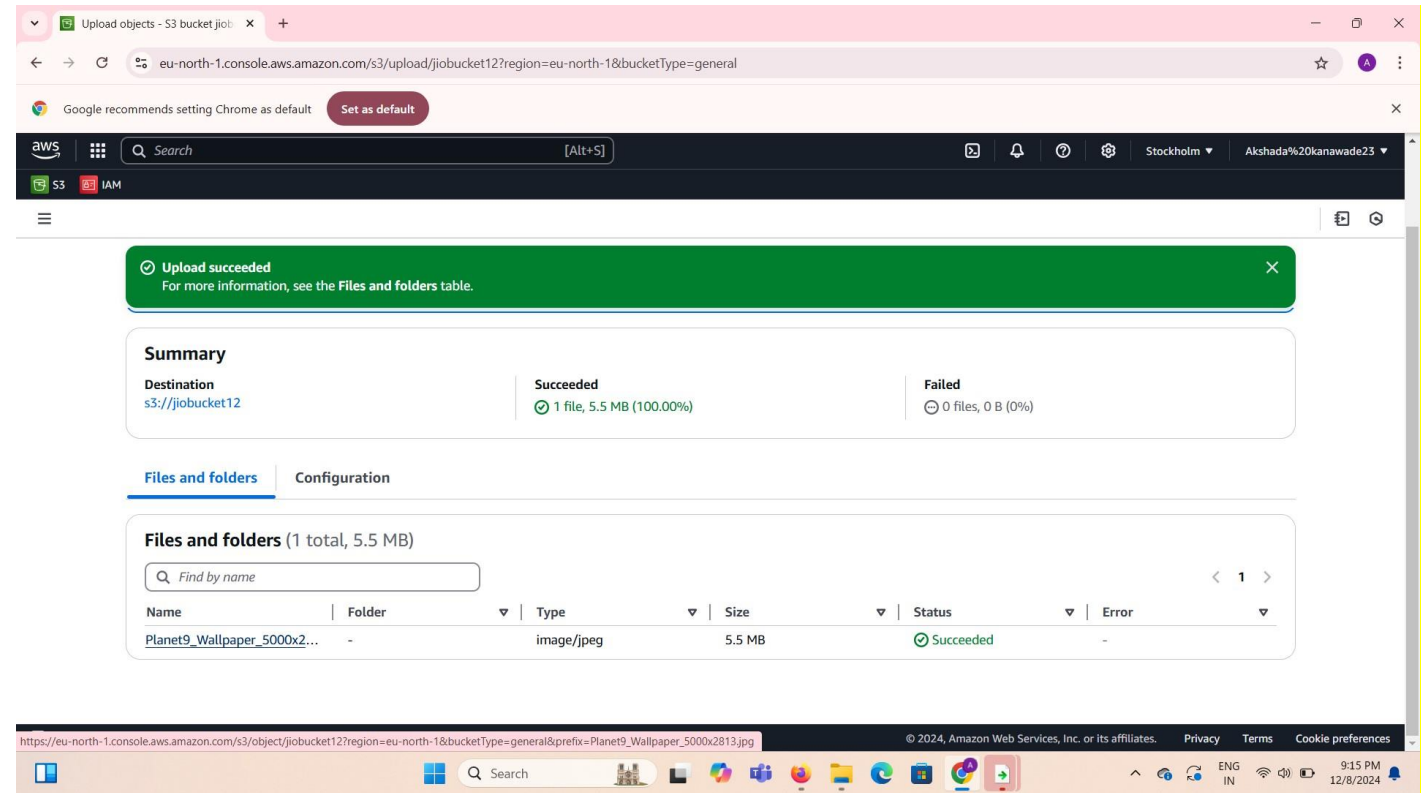 Upload objects - S3 bucket jiob
eu-north-1.console.aws.amazon.com/s3/upload/jiobucket12?region=eu-north-1&bucketType=general
A
Google recommends setting Chrome as default Set as default
aws Search [Alt+S] Stockholm ▼ Akshada%20kanawade23 ▼
S3 IAM
Upload succeeded
For more information, see the Files and folders table.
Summary
Destination Succeeded Failed
s3://jiobucket12 1 file, 5.5 MB (100.00%) 0 files, 0 B (0%)
Files and folders Configuration
Files and folders (1 total, 5.5 MB)
Find by name 1
Name Folder Type Size Status Error
Planet9_Wallpaper_5000x2... - image/jpeg 5.5 MB Succeeded -
https://eu-north-1.console.aws.amazon.com/s3/object/jiobucket12?region=eu-north-1&bucketType=general&prefix=Planet9_Wallpaper_5000x2813.jpg © 2024, Amazon Web Services, Inc. or its affiliates. Privacy Terms Cookie preferences
Search ENG 9:15 PM
IN 12/8/2024